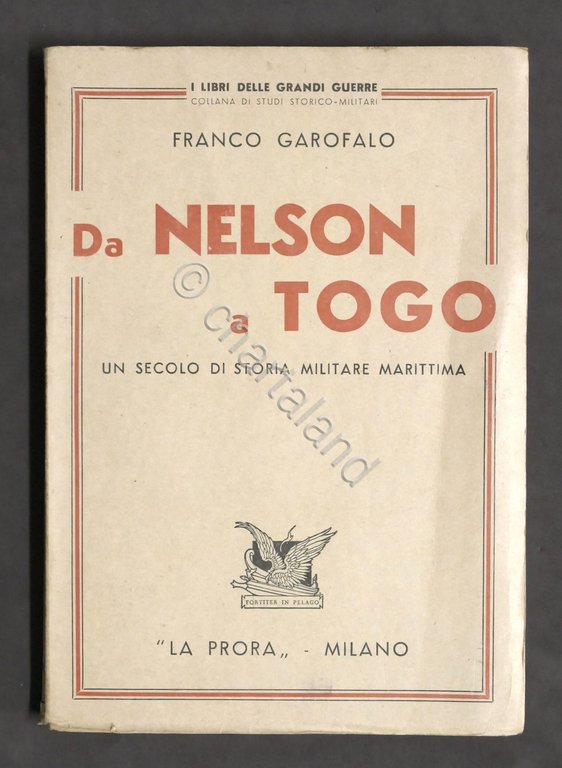 I LIBRI DELLE GRANDI GUERRE
COLLANA DI STUDI STORICO-MILITARI
FRANCO GAROFALO
Da NELSON
a TOGO
UN SECOLO DI STORIA MILITARE MARITTIMA
© chartaland
FORTITER IN PELAGO
"LA PRORA„ - MILANO